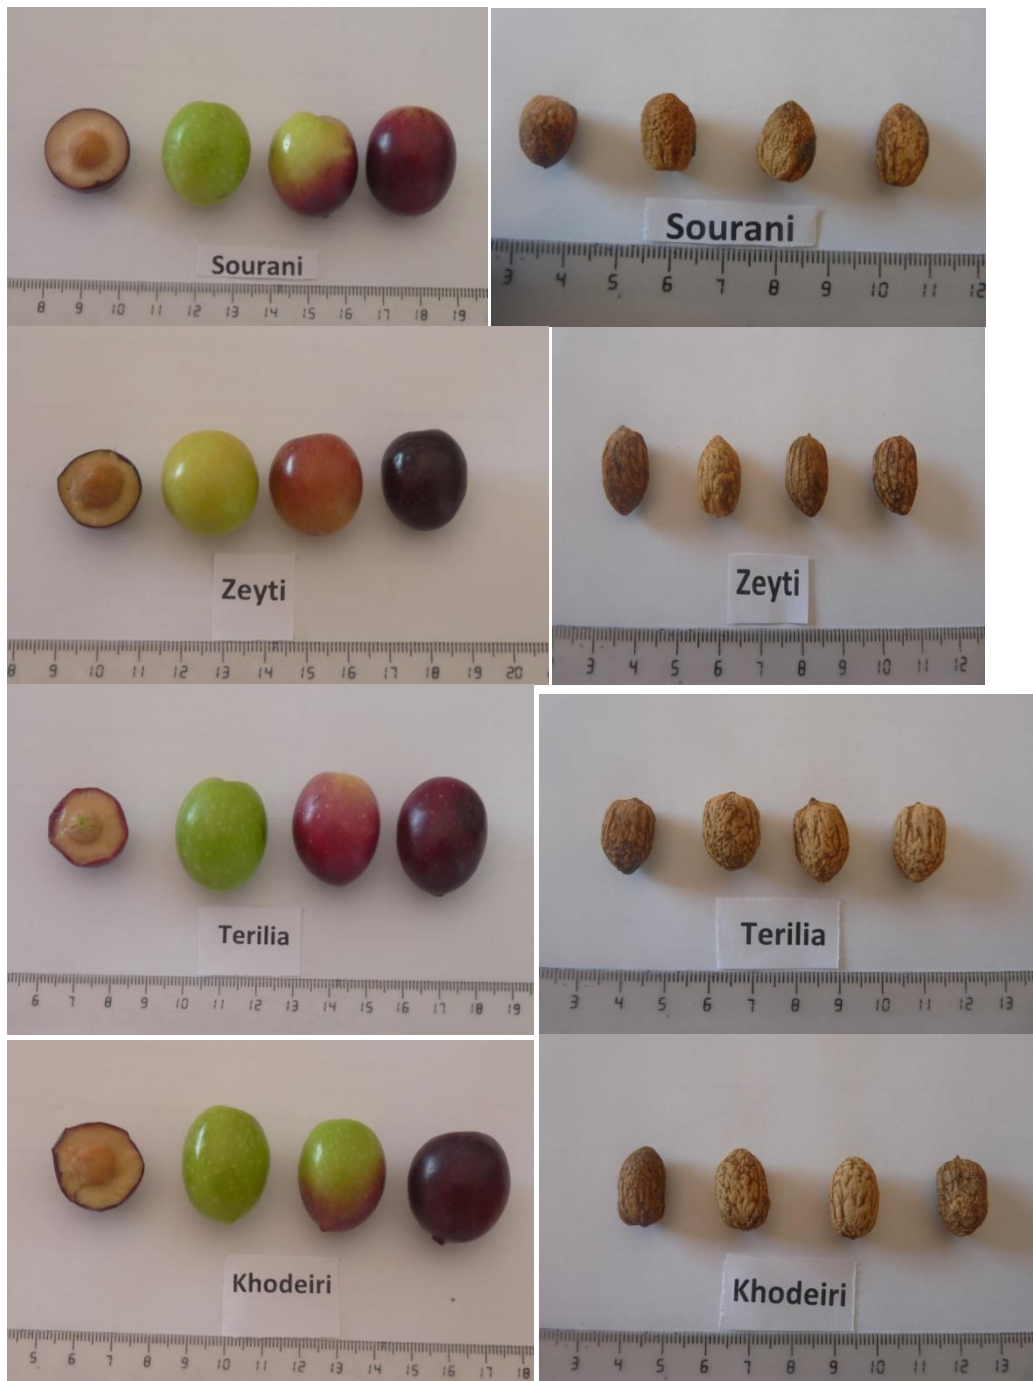 Sourani
8 9 10 11 12 13 14 15 16 17 18 19
Sourani
3 4 5 6 7 8 9 10 11 12
Zeyti
8 9 10 11 12 13 14 15 16 17 18 19 20
Zeyti
3 4 5 6 7 8 9 10 11 12
Terilia
6 7 8 9 10 11 12 13 14 15 16 17 18 19
Terilia
3 4 5 6 7 8 9 10 11 12 13
Khodeiri
5 6 7 8 9 10 11 12 13 14 15 16 17 18
Khodeiri
3 4 5 6 7 8 9 10 11 12 13